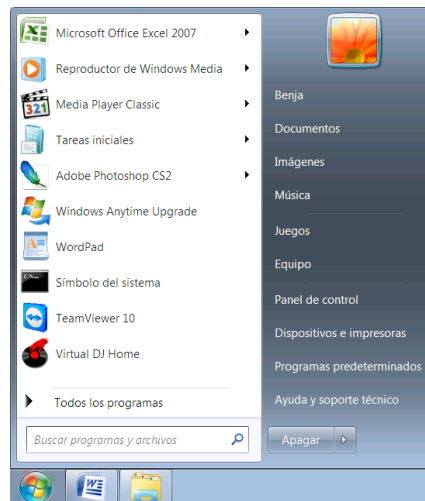 Microsoft Office Excel 2007
Reproductor de Windows Media
Media Player Classic
Tareas iniciales
Adobe Photoshop CS2
Windows Anytime Upgrade
WordPad
Símbolo del sistema
TeamViewer 10
Virtual DJ Home
Todos los programas
Buscar programas y archivos
Benja
Documentos
Imágenes
Música
Juegos
Equipo
Panel de control
Dispositivos e impresoras
Programas predeterminados
Ayuda y soporte técnico
Apagar